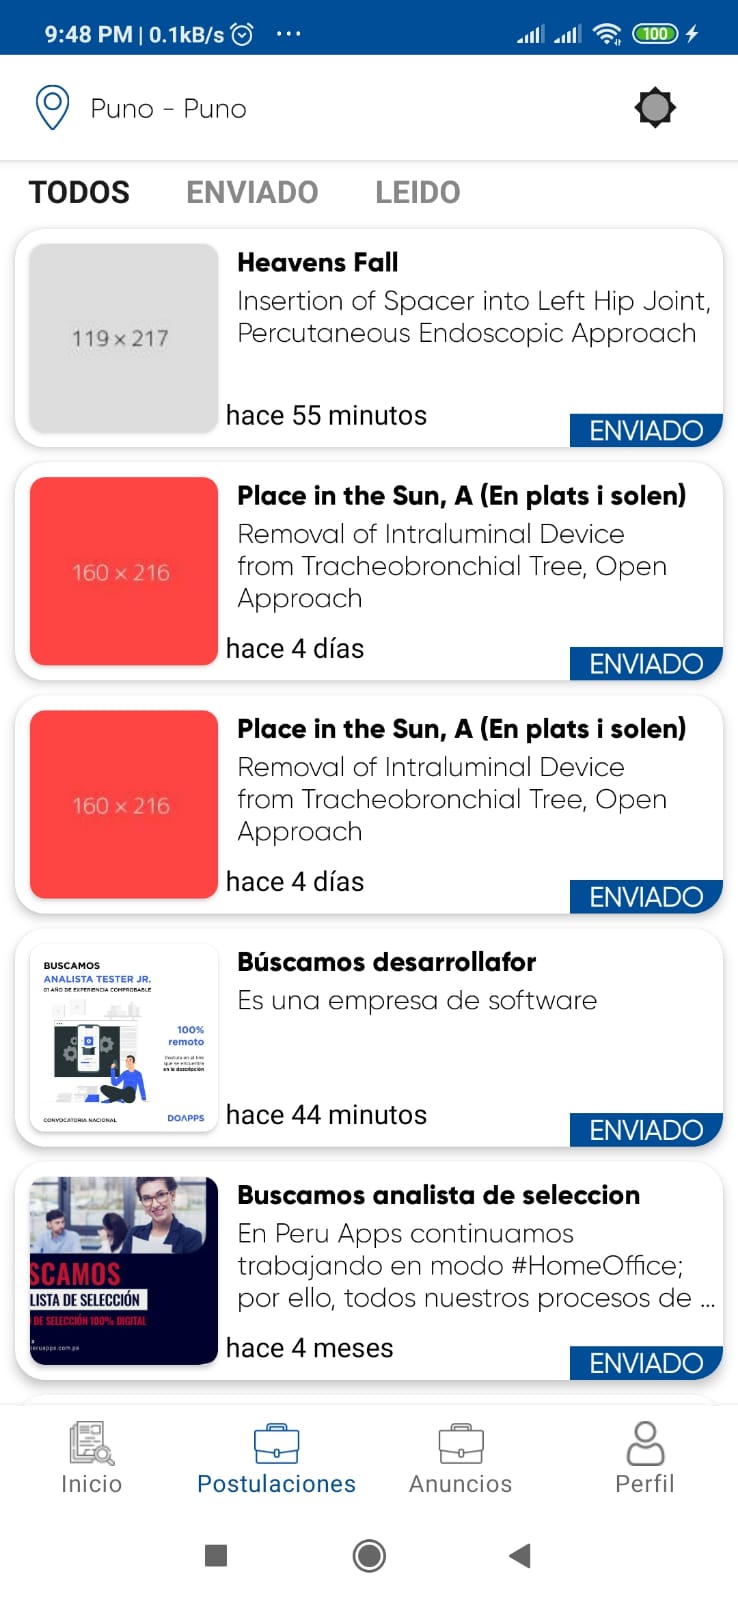 9:48 PM | 0.1kB/s ...
100
Puno - Puno
TODOS ENVIADO LEIDO
119 × 217
Heavens Fall
Insertion of Spacer into Left Hip Joint,
Percutaneous Endoscopic Approach
hace 55 minutos
ENVIADO
160 × 216
Place in the Sun, A (En plats i solen)
Removal of Intraluminal Device
from Tracheobronchial Tree, Open
Approach
hace 4 días
ENVIADO
160 × 216
Place in the Sun, A (En plats i solen)
Removal of Intraluminal Device
from Tracheobronchial Tree, Open
Approach
hace 4 días
ENVIADO
BUSCAMOS
ANALISTA TESTER JR.
01 AÑO DE EXPERIENCIA COMPROBABLE
100%
remoto
en la descripción
CONVOCATORIA NACIONAL
DOAPPS
Búscamos desarrollafor
Es una empresa de software
hace 44 minutos
ENVIADO
SCAMOS
LISTA DE SELECCIÓN
DE SELECCIÓN 100% DIGITAL
eruapps.com.pe
Buscamos analista de seleccion
En Peru Apps continuamos
trabajando en modo #HomeOffice;
por ello, todos nuestros procesos de ...
hace 4 meses
ENVIADO
Inicio Postulaciones Anuncios Perfil